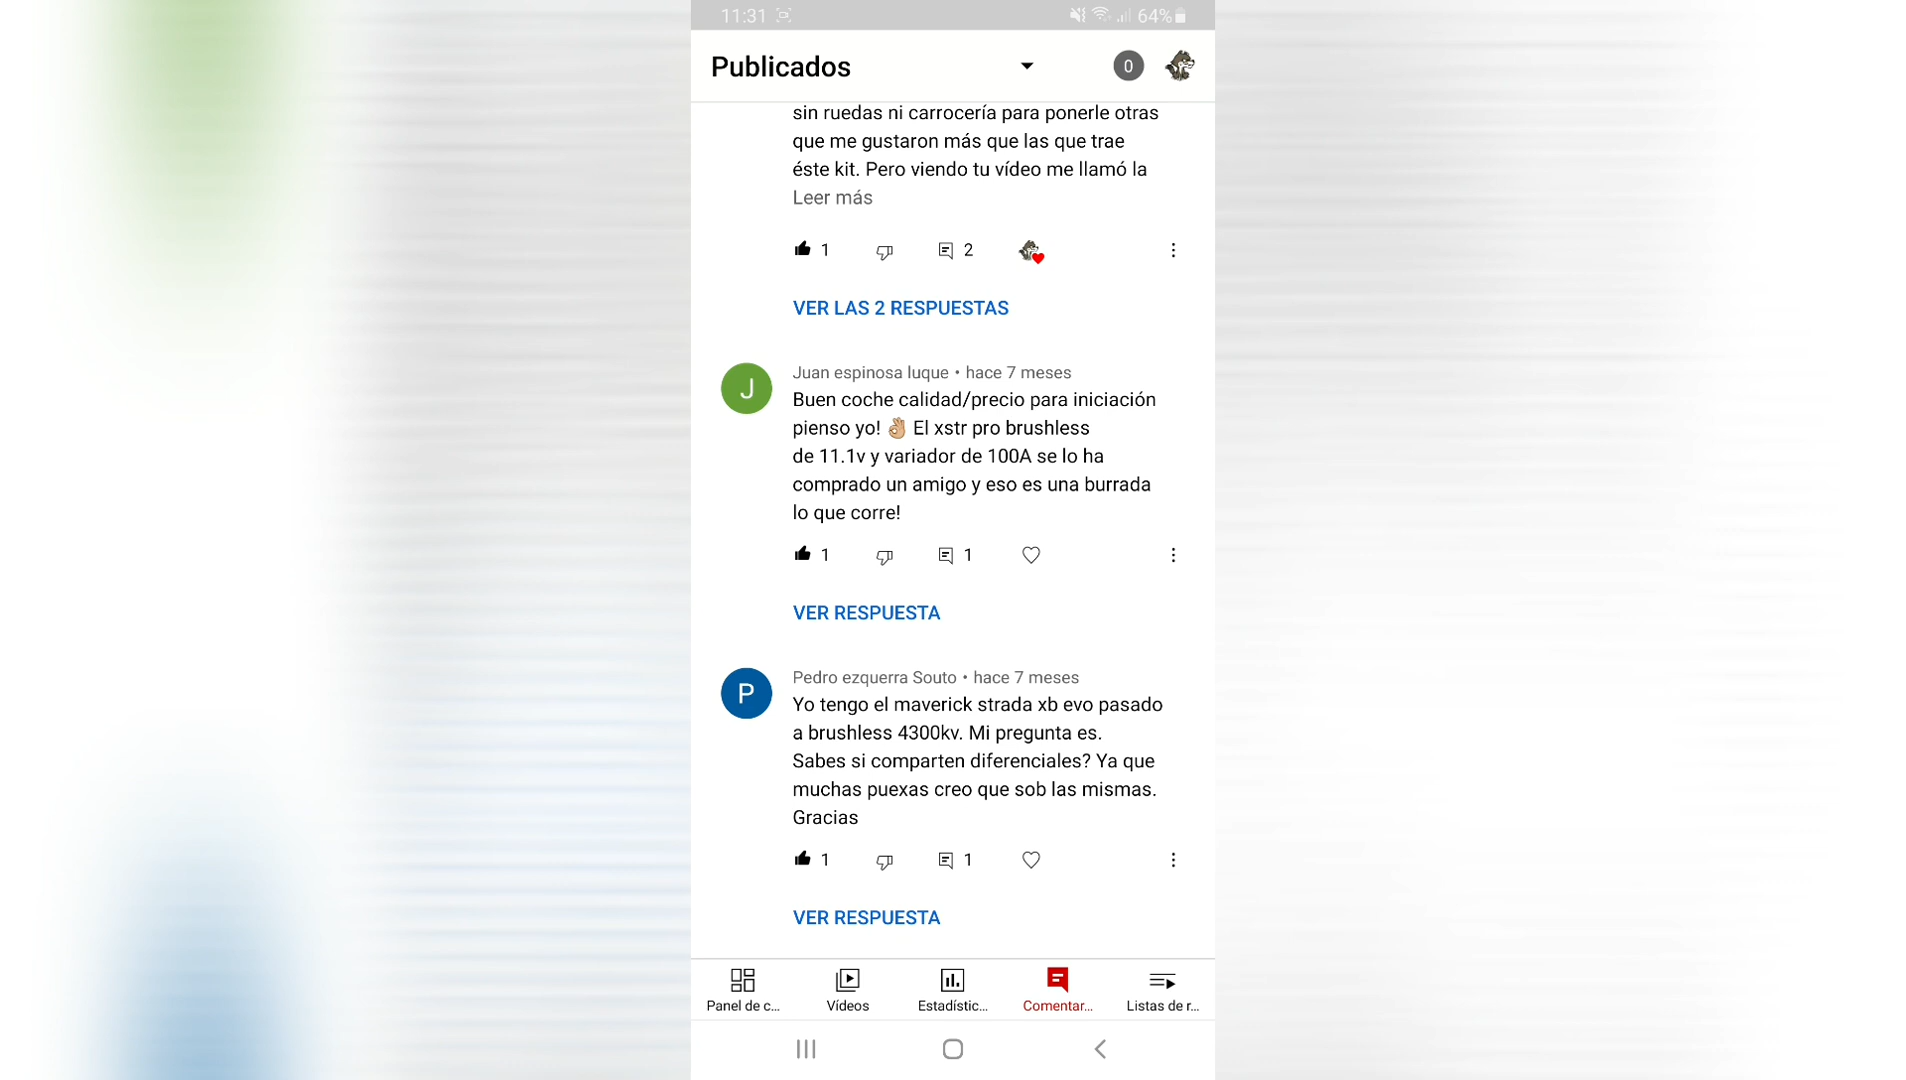 11:31
64%
Publicados
0
sin ruedas ni carrocería para ponerle otras
que me gustaron más que las que trae
éste kit. Pero viendo tu vídeo me llamó la
Leer más
1
2
VER LAS 2 RESPUESTAS
J
Juan espinosa luque • hace 7 meses
Buen coche calidad/precio para iniciación
pienso yo! 👌🏼 El xstr pro brushless
de 11.1v y variador de 100A se lo ha
comprado un amigo y eso es una burrada
lo que corre!
1
1
VER RESPUESTA
P
Pedro ezquerra Souto • hace 7 meses
Yo tengo el maverick strada xb evo pasado
a brushless 4300kv. Mi pregunta es.
Sabes si comparten diferenciales? Ya que
muchas puexas creo que sob las mismas.
Gracias
1
1
VER RESPUESTA
Panel de c...
Vídeos
Estadístic...
Comentar...
Listas de r...